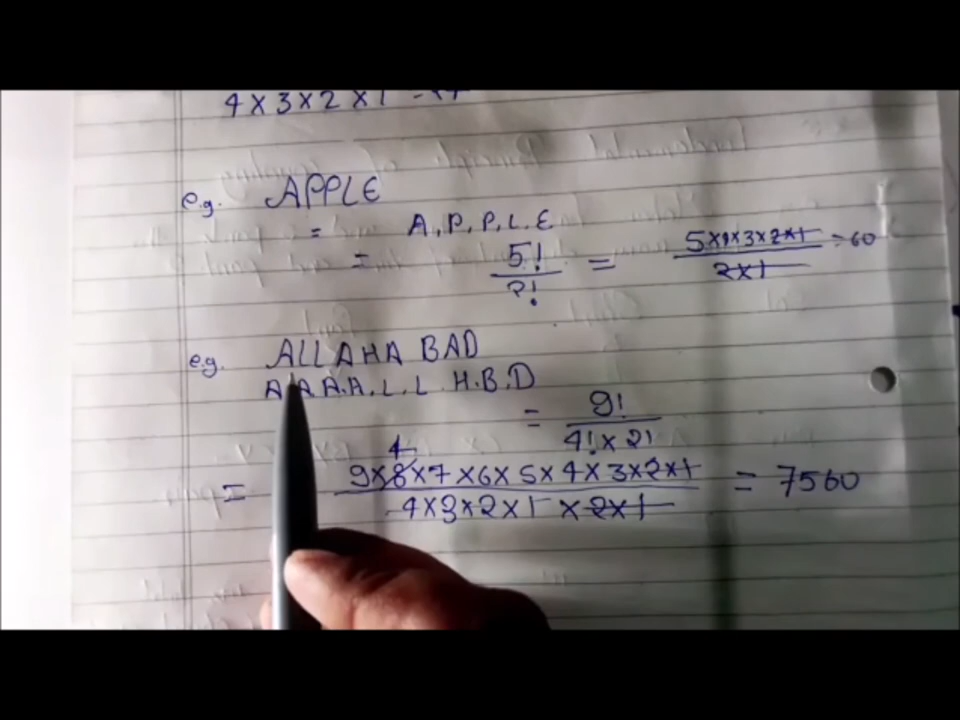 4×3×2×1
e.g. APPLE
= A,P,P,L,E
= 5!/2! = 5×4×3×2×1/2×1 = 60
e.g. ALLAHABAD
A A A.A.L.L H.B.D
= 9!/4!×2!
4
= 9×8×7×6×5×4×3×2×1/4×3×2×1×2×1 = 7560